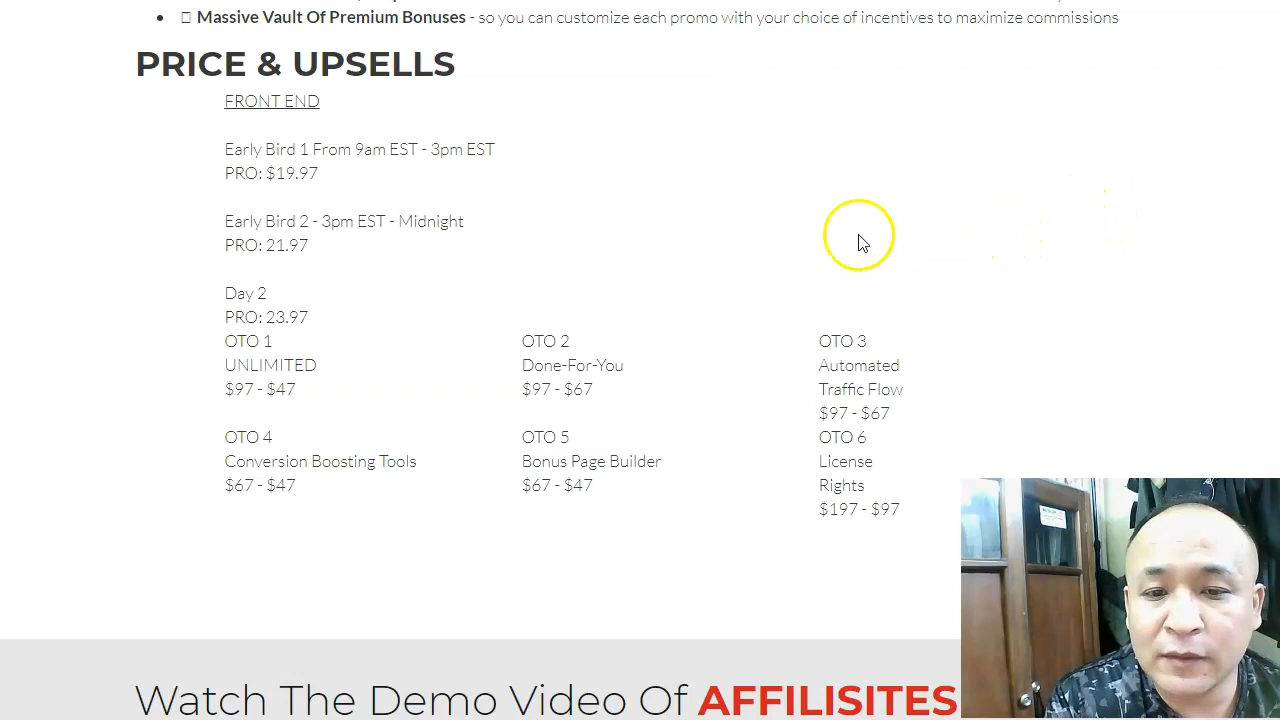 Massive Vault Of Premium Bonuses - so you can customize each promo with your choice of incentives to maximize commissions
PRICE & UPSELLS
FRONT END
Early Bird 1 From 9am EST - 3pm EST
PRO: $19.97
Early Bird 2 - 3pm EST - Midnight
PRO: 21.97
Day 2
PRO: 23.97
OTO 1
UNLIMITED
$97 - $47
OTO 2
Done-For-You
$97 - $67
OTO 3
Automated
Traffic Flow
$97 - $67
OTO 4
Conversion Boosting Tools
$67 - $47
OTO 5
Bonus Page Builder
$67 - $47
OTO 6
License
Rights
$197 - $97
Watch The Demo Video Of AFFILISITES